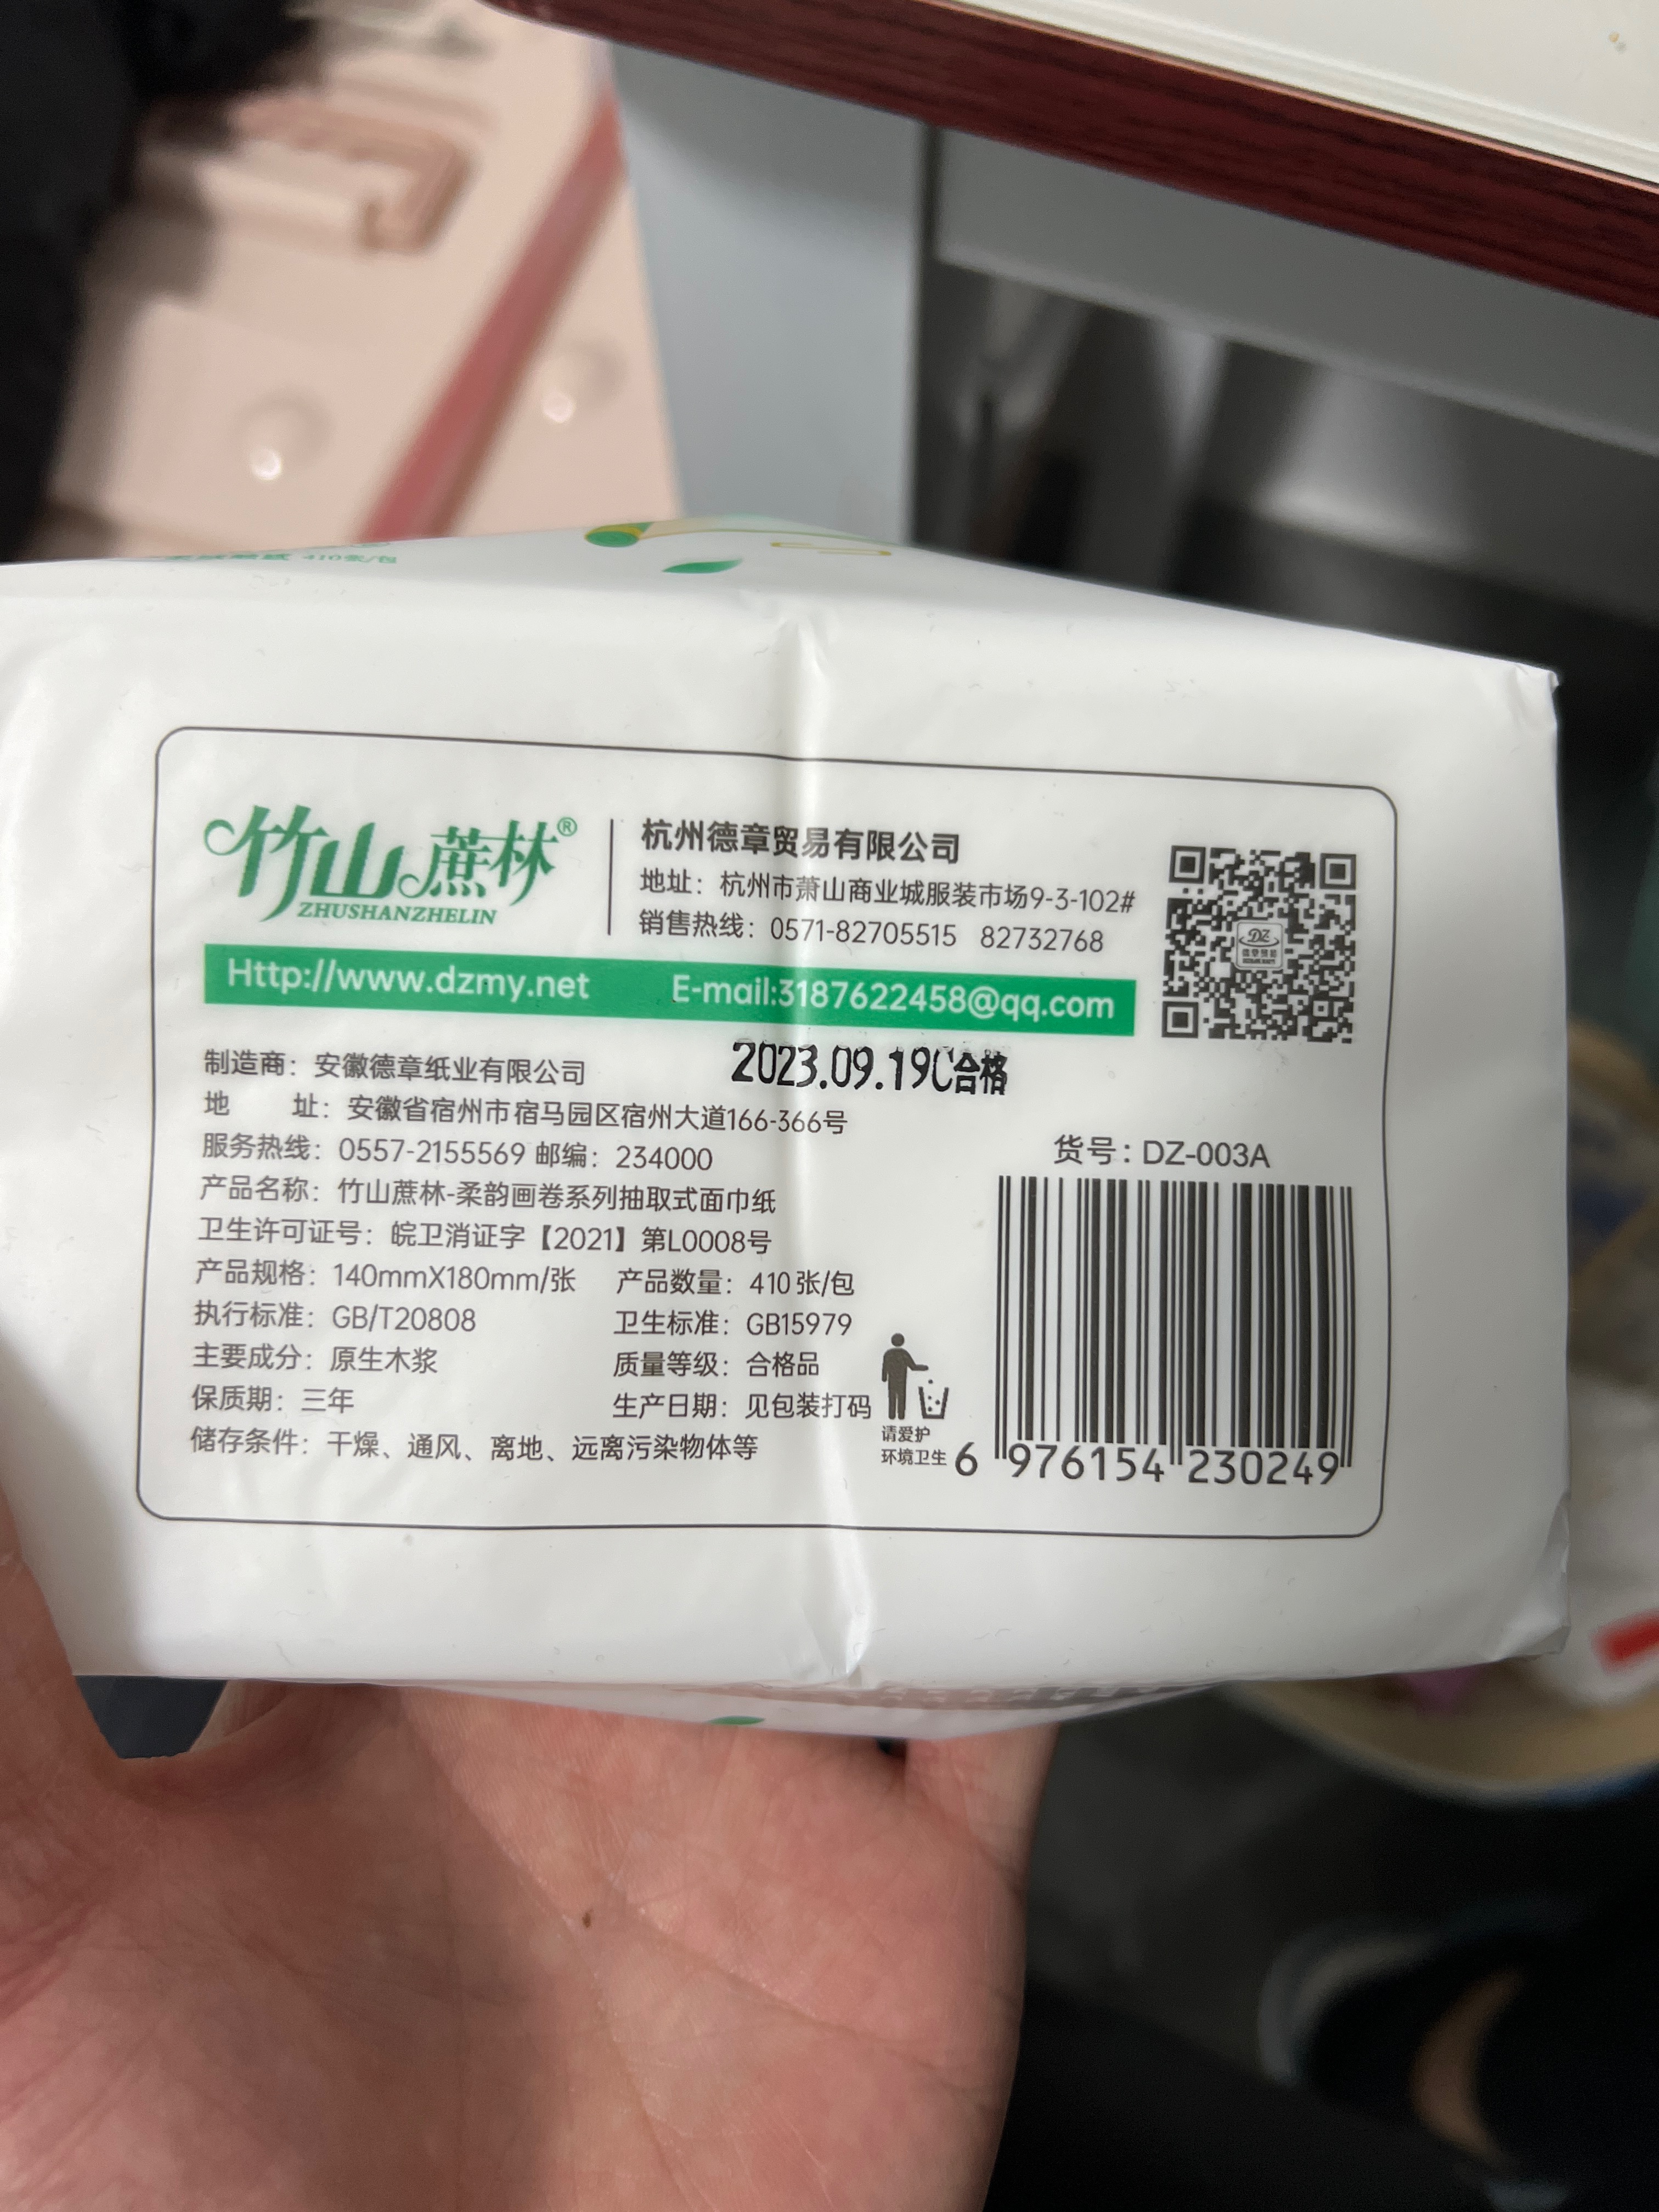 410张/包
竹山蔗林®
ZHUSHANZHELIN
杭州德章贸易有限公司
地址：杭州市萧山商业城服装市场9-3-102#
销售热线：0571-82705515 82732768
DZ
Http://www.dzmy.net E-mail:3187622458@qq.com
2023.09.19C合格
制造商：安徽德章纸业有限公司
地 址：安徽省宿州市宿马园区宿州大道166-366号
服务热线：0557-2155569 邮编：234000
产品名称：竹山蔗林-柔韵画卷系列抽取式面巾纸
卫生许可证号：皖卫消证字【2021】第L0008号
产品规格：140mmX180mm/张 产品数量：410张/包
执行标准：GB/T20808 卫生标准：GB15979
主要成分：原生木浆 质量等级：合格品
保质期：三年 生产日期：见包装打码
储存条件：干燥、通风、离地、远离污染物体等
请爱护
环境卫生
货号：DZ-003A
6 976154 230249